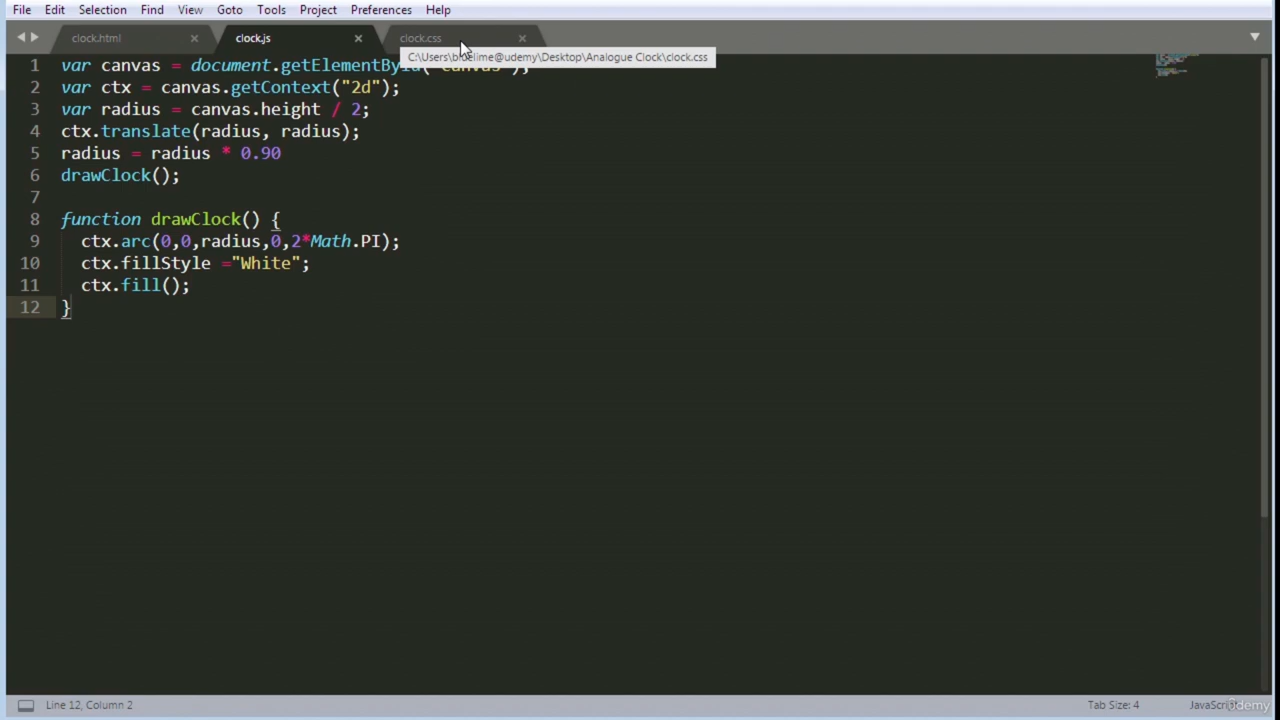 File Edit Selection Find View Goto Tools Project Preferences Help
clock.html × clock.js × clock.css ×
C:\Users\bluelime@udemy\Desktop\Analogue Clock\clock.css
1 var canvas = document.getElementById("canvas");
2 var ctx = canvas.getContext("2d");
3 var radius = canvas.height / 2;
4 ctx.translate(radius, radius);
5 radius = radius * 0.90
6 drawClock();
7
8 function drawClock() {
9 ctx.arc(0,0,radius,0,2*Math.PI);
10 ctx.fillStyle ="White";
11 ctx.fill();
12 }
Line 12, Column 2 Tab Size: 4 JavaScript
Udemy